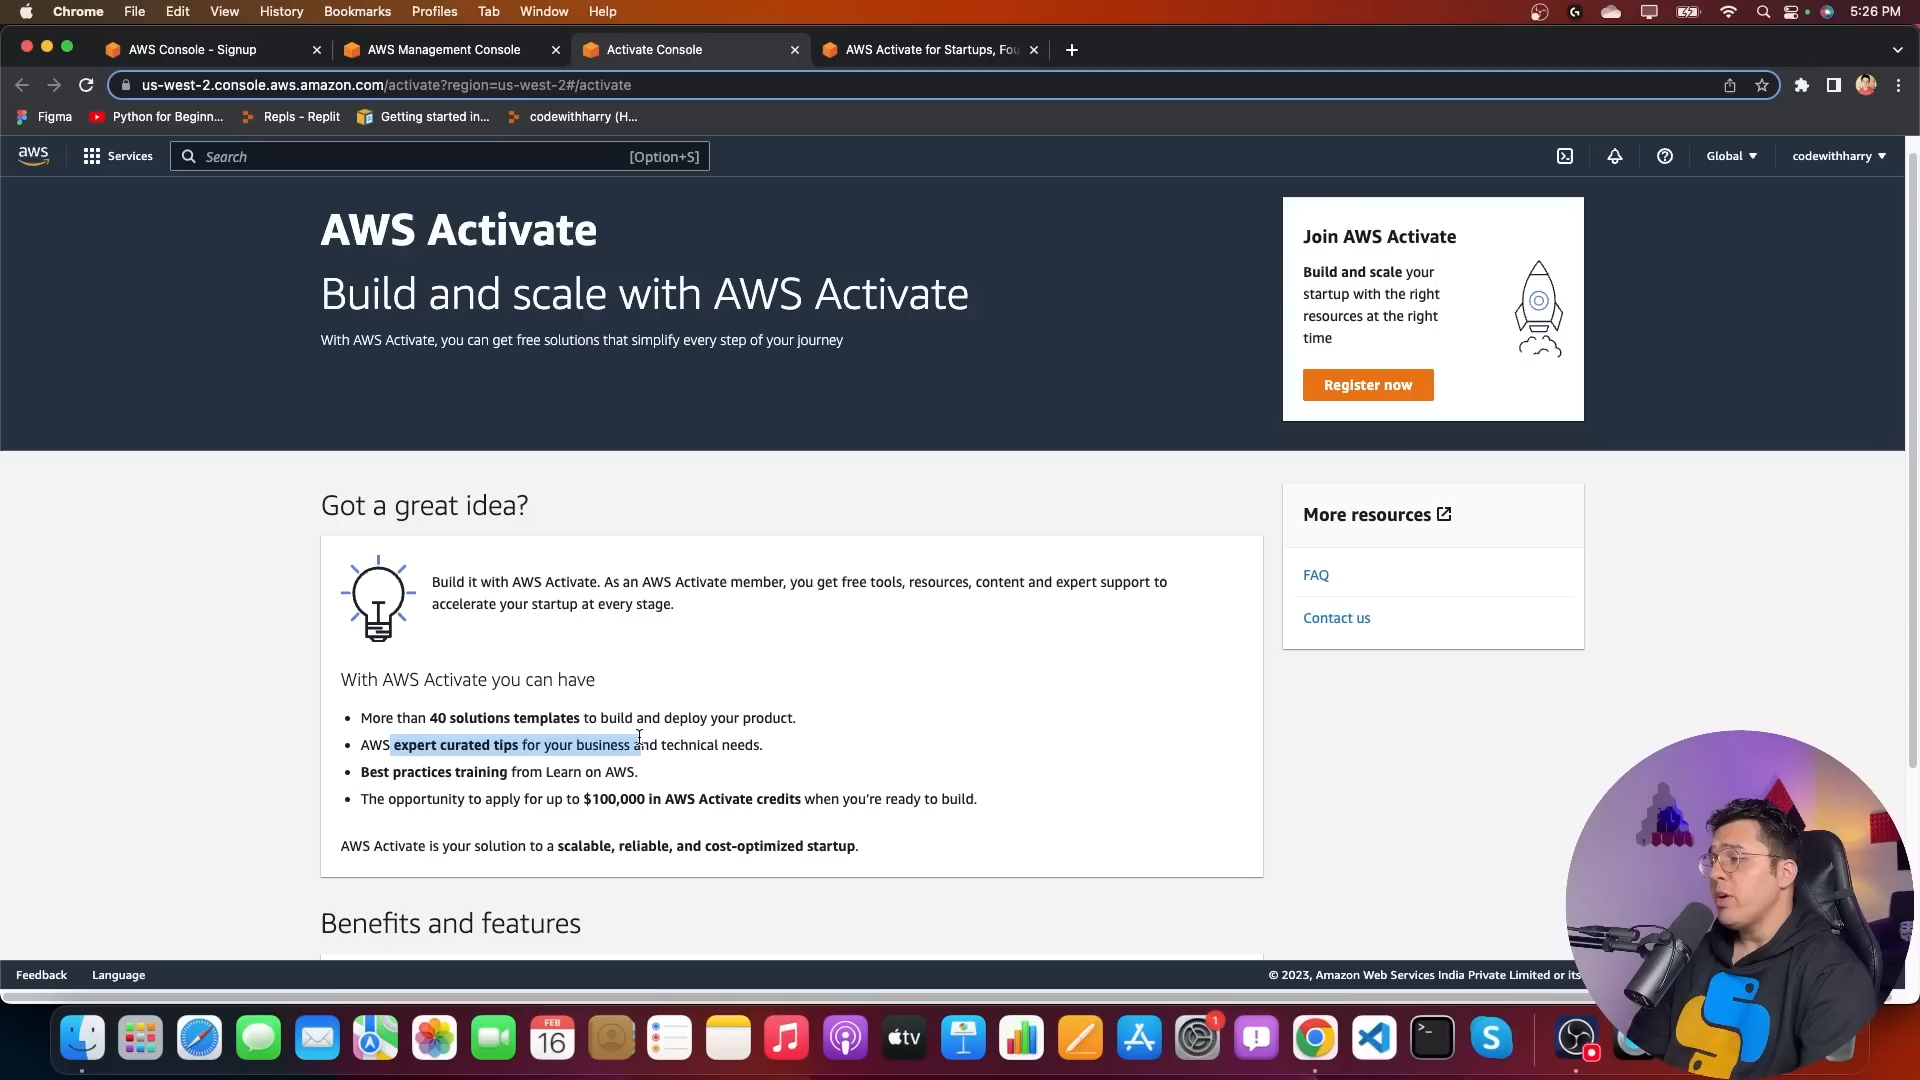 Chrome File Edit View History Bookmarks Profiles Tab Window Help 5:26 PM
AWS Console - Signup AWS Management Console Activate Console AWS Activate for Startups, Fou
us-west-2.console.aws.amazon.com/activate?region=us-west-2#/activate
Figma Python for Beginn... Repls - Replit Getting started in... codewithharry (H...
aws Services Search [Option+S] Global codewithharry
AWS Activate
Build and scale with AWS Activate
With AWS Activate, you can get free solutions that simplify every step of your journey
Join AWS Activate
Build and scale your
startup with the right
resources at the right
time
Register now
Got a great idea?
Build it with AWS Activate. As an AWS Activate member, you get free tools, resources, content and expert support to
accelerate your startup at every stage.
With AWS Activate you can have
• More than 40 solutions templates to build and deploy your product.
• AWS expert curated tips for your business and technical needs.
• Best practices training from Learn on AWS.
• The opportunity to apply for up to $100,000 in AWS Activate credits when you’re ready to build.
AWS Activate is your solution to a scalable, reliable, and cost-optimized startup.
More resources
FAQ
Contact us
Benefits and features
Feedback Language © 2023, Amazon Web Services India Private Limited or its
FEB
16
tv
1